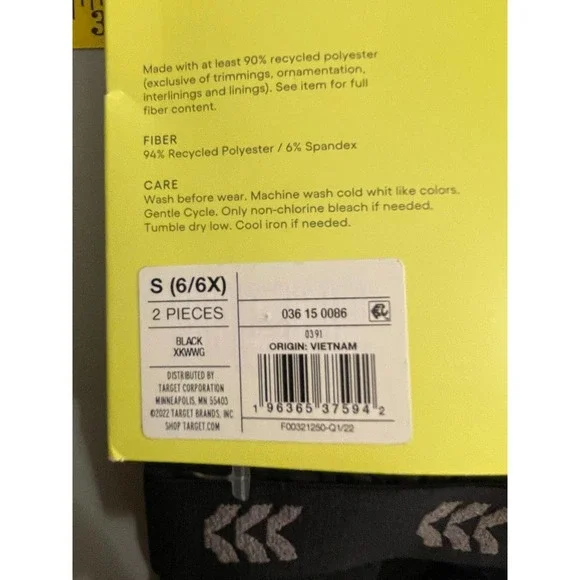 Made with at least 90% recycled polyester
(exclusive of trimmings, ornamentation,
interlinings and linings). See item for full
fiber content.
FIBER
94% Recycled Polyester / 6% Spandex
CARE
Wash before wear. Machine wash cold whit like colors.
Gentle Cycle. Only non-chlorine bleach if needed.
Tumble dry low. Cool iron if needed.
S (6/6X)
2 PIECES
BLACK
XKWWG
DISTRIBUTED BY
TARGET CORPORATION
MINNEAPOLIS, MN 55403
©2022 TARGET BRANDS, INC
SHOP TARGET.COM
036 15 0086
0391
ORIGIN: VIETNAM
1 96365 37594 2
F00321250-Q1/22